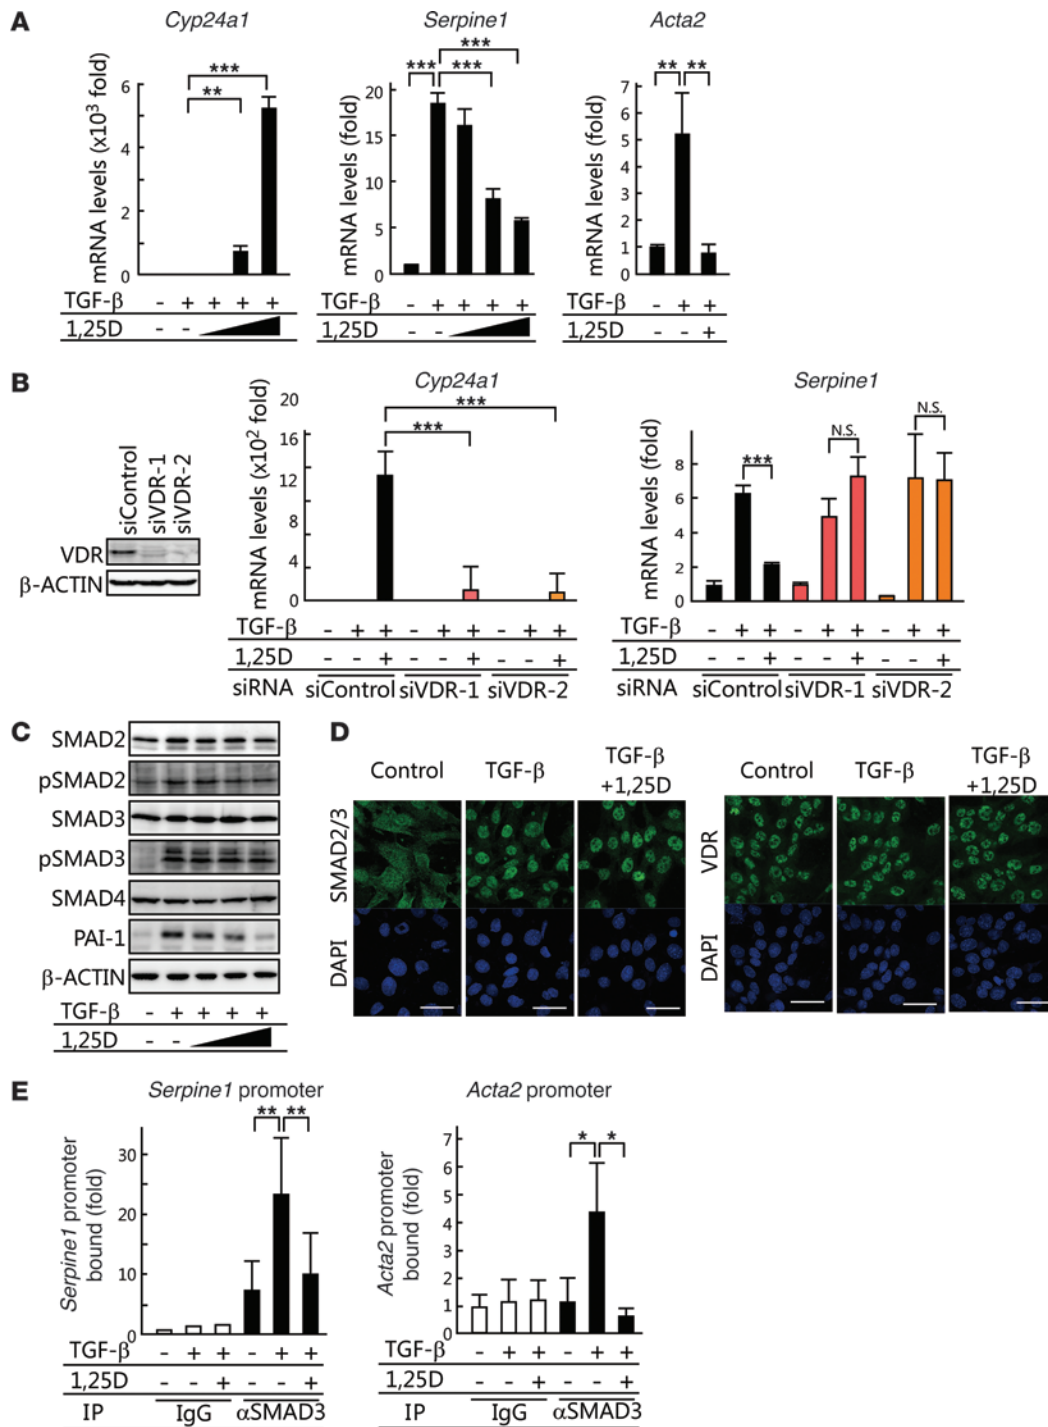 A
Cyp24a1
Serpine1
Acta2
mRNA levels (x10³ fold)
6
4
2
0
***
**
mRNA levels (fold)
20
15
10
5
0
***
***
***
mRNA levels (fold)
7
6
5
4
3
2
1
0
**
**
TGF-β - + + + +
1,25D - -
TGF-β - + + + +
1,25D - -
TGF-β - + +
1,25D - - +
B
siControl
siVDR-1
siVDR-2
VDR
β-ACTIN
Cyp24a1
mRNA levels (x10² fold)
20
16
12
8
4
0
***
***
TGF-β - + + - + + - + +
1,25D - - + - - + - - +
siRNA siControl siVDR-1 siVDR-2
Serpine1
mRNA levels (fold)
8
6
4
2
0
***
N.S.
N.S.
TGF-β - + + - + + - + +
1,25D - - + - - + - - +
siRNA siControl siVDR-1 siVDR-2
C
SMAD2
pSMAD2
SMAD3
pSMAD3
SMAD4
PAI-1
β-ACTIN
TGF-β - + + + +
1,25D - -
D
Control TGF-β TGF-β
+1,25D
SMAD2/3
DAPI
Control TGF-β TGF-β
+1,25D
VDR
DAPI
E
Serpine1 promoter
Serpine1 promoter
bound (fold)
30
20
10
0
** **
TGF-β - + + - + +
1,25D - - + - - +
IP IgG αSMAD3
Acta2 promoter
Acta2 promoter
bound (fold)
7
6
5
4
3
2
1
0
* *
TGF-β - + + - + +
1,25D - - + - - +
IP IgG αSMAD3